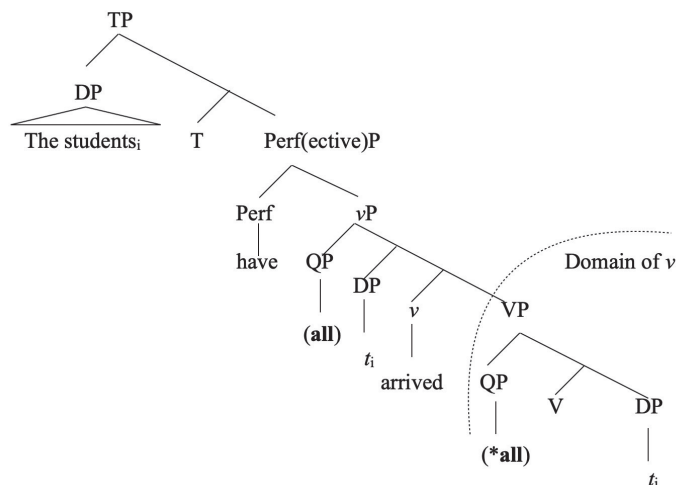 TP
DP
The studentsᵢ T Perf(ective)P
Perf vP
have QP Domain of v
DP
v VP
(all)
tᵢ
arrived QP
V DP
(*all)
tᵢ